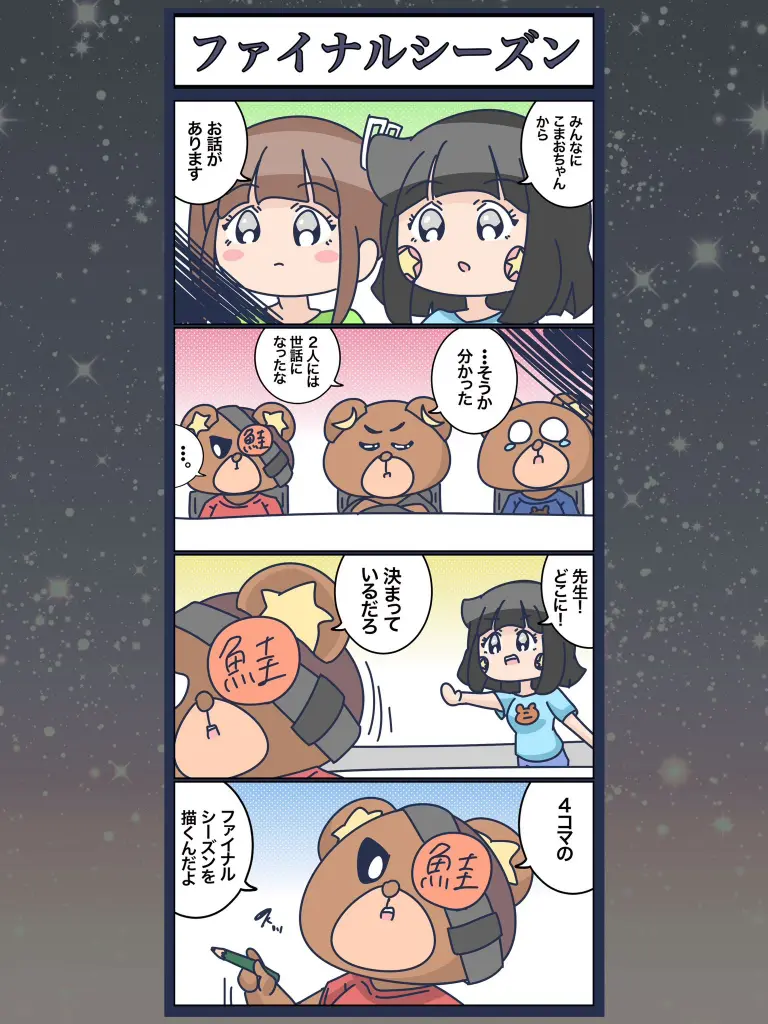 ファイナルシーズン
みんなに
こまおちゃん
から
お話が
あります
…そうか
分かった
2人には
世話に
なったな
…。
鮭
先生！
どこに！
決まって
いるだろ
鮭
4コマの
鮭
ファイナル
シーズンを
描くんだよ